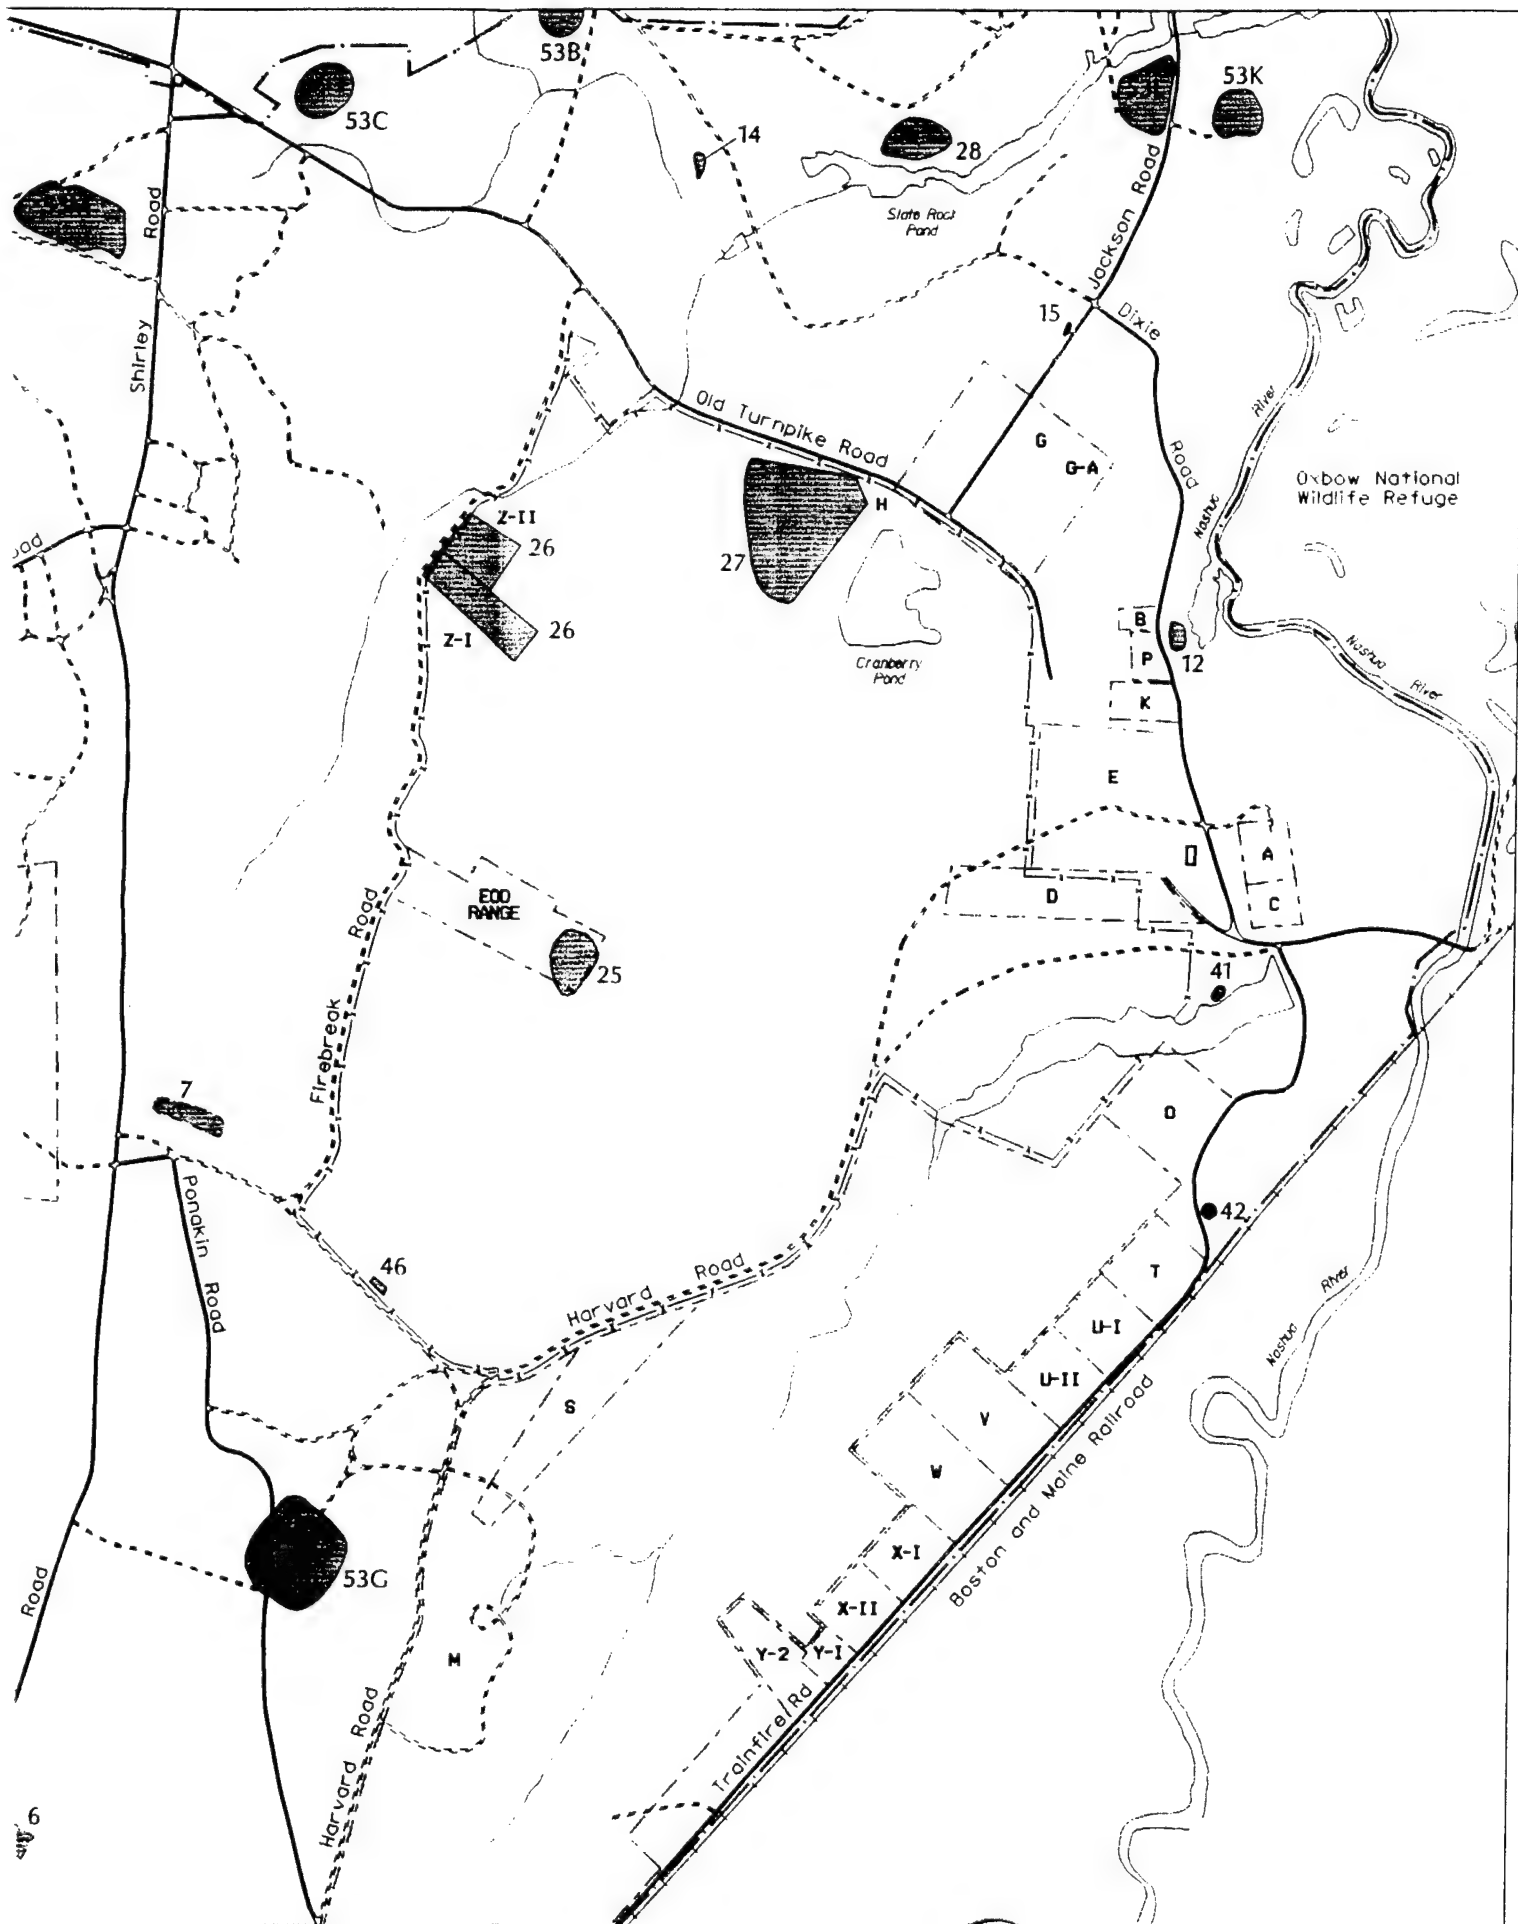 53B
53C
53K
14
28
Road
Jackson Road
Slate Rock
Pond
15
Dixie
Shirley
Old Turnpike Road
River
G
G-A
Road
Oxbow National
Wildlife Refuge
H
Z-II
26
Nashua
27
26
Z-I
B
P
12
Nashua
River
Cranberry
Pond
K
E
A
D
C
EOD
RANGE
Road
25
41
Firebreak
7
O
Ponakin
Road
42
46
Harvard
Road
T
River
U-I
Nashua
U-II
S
V
W
Boston and Maine Railroad
X-I
53G
Road
X-II
Y-2
Y-I
M
Trainfire Rd
Harvard Road
6